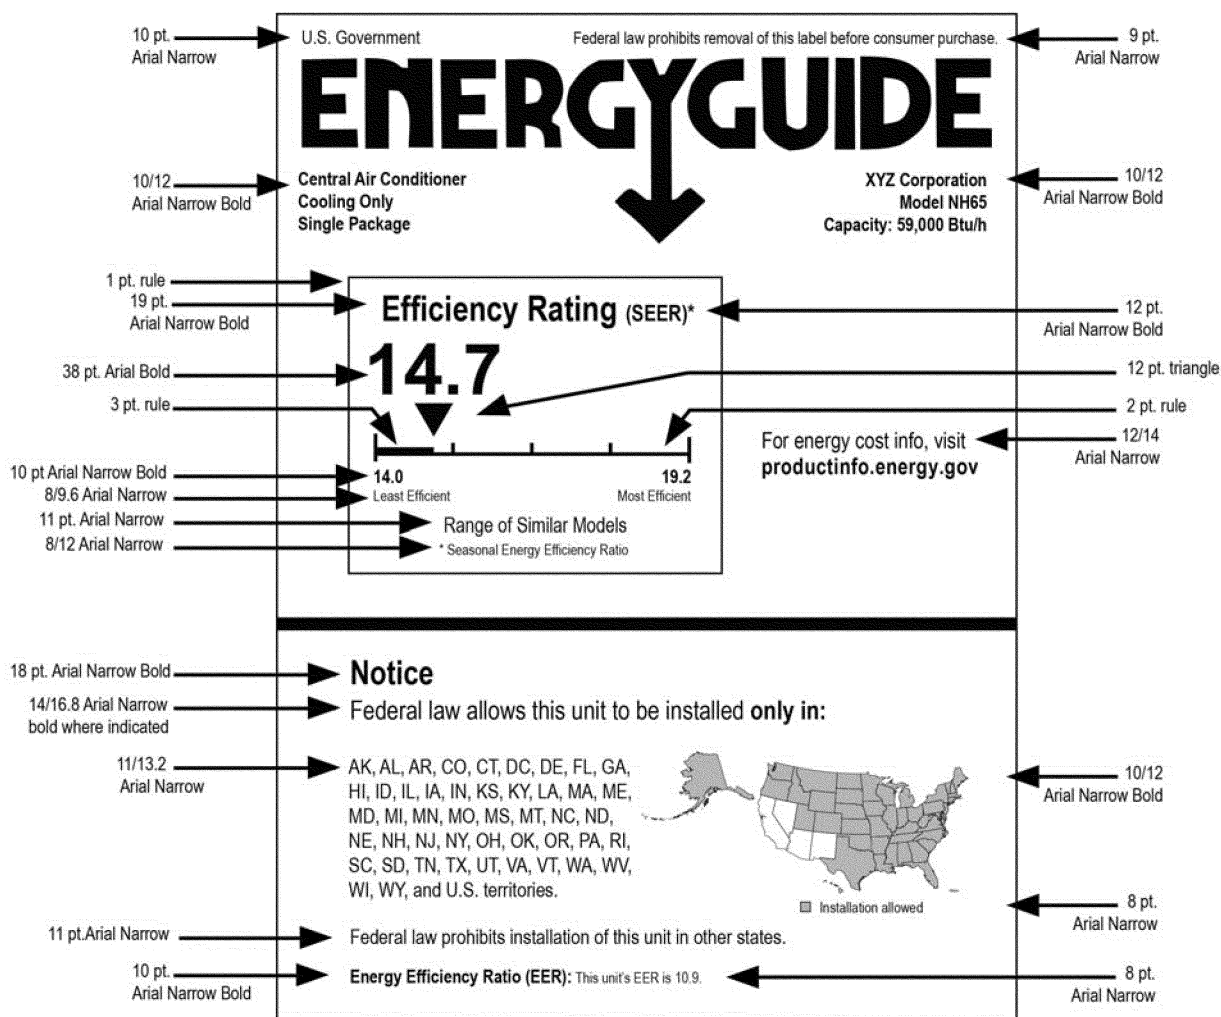 10 pt.
Arial Narrow
U.S. Government
Federal law prohibits removal of this label before consumer purchase.
9 pt.
Arial Narrow
ENERGYGUIDE
10/12
Arial Narrow Bold
Central Air Conditioner
Cooling Only
Single Package
XYZ Corporation
Model NH65
Capacity: 59,000 Btu/h
10/12
Arial Narrow Bold
1 pt. rule
19 pt.
Arial Narrow Bold
Efficiency Rating (SEER)*
12 pt.
Arial Narrow Bold
38 pt. Arial Bold
14.7
12 pt. triangle
3 pt. rule
2 pt. rule
For energy cost info, visit
productinfo.energy.gov
12/14
Arial Narrow
10 pt Arial Narrow Bold
14.0
19.2
8/9.6 Arial Narrow
Least Efficient
Most Efficient
11 pt. Arial Narrow
Range of Similar Models
8/12 Arial Narrow
* Seasonal Energy Efficiency Ratio
18 pt. Arial Narrow Bold
Notice
14/16.8 Arial Narrow
bold where indicated
Federal law allows this unit to be installed only in:
11/13.2
Arial Narrow
AK, AL, AR, CO, CT, DC, DE, FL, GA,
HI, ID, IL, IA, IN, KS, KY, LA, MA, ME,
MD, MI, MN, MO, MS, MT, NC, ND,
NE, NH, NJ, NY, OH, OK, OR, PA, RI,
SC, SD, TN, TX, UT, VA, VT, WA, WV,
WI, WY, and U.S. territories.
10/12
Arial Narrow Bold
Installation allowed
8 pt.
Arial Narrow
11 pt.Arial Narrow
Federal law prohibits installation of this unit in other states.
10 pt.
Arial Narrow Bold
Energy Efficiency Ratio (EER): This unit's EER is 10.9.
8 pt.
Arial Narrow